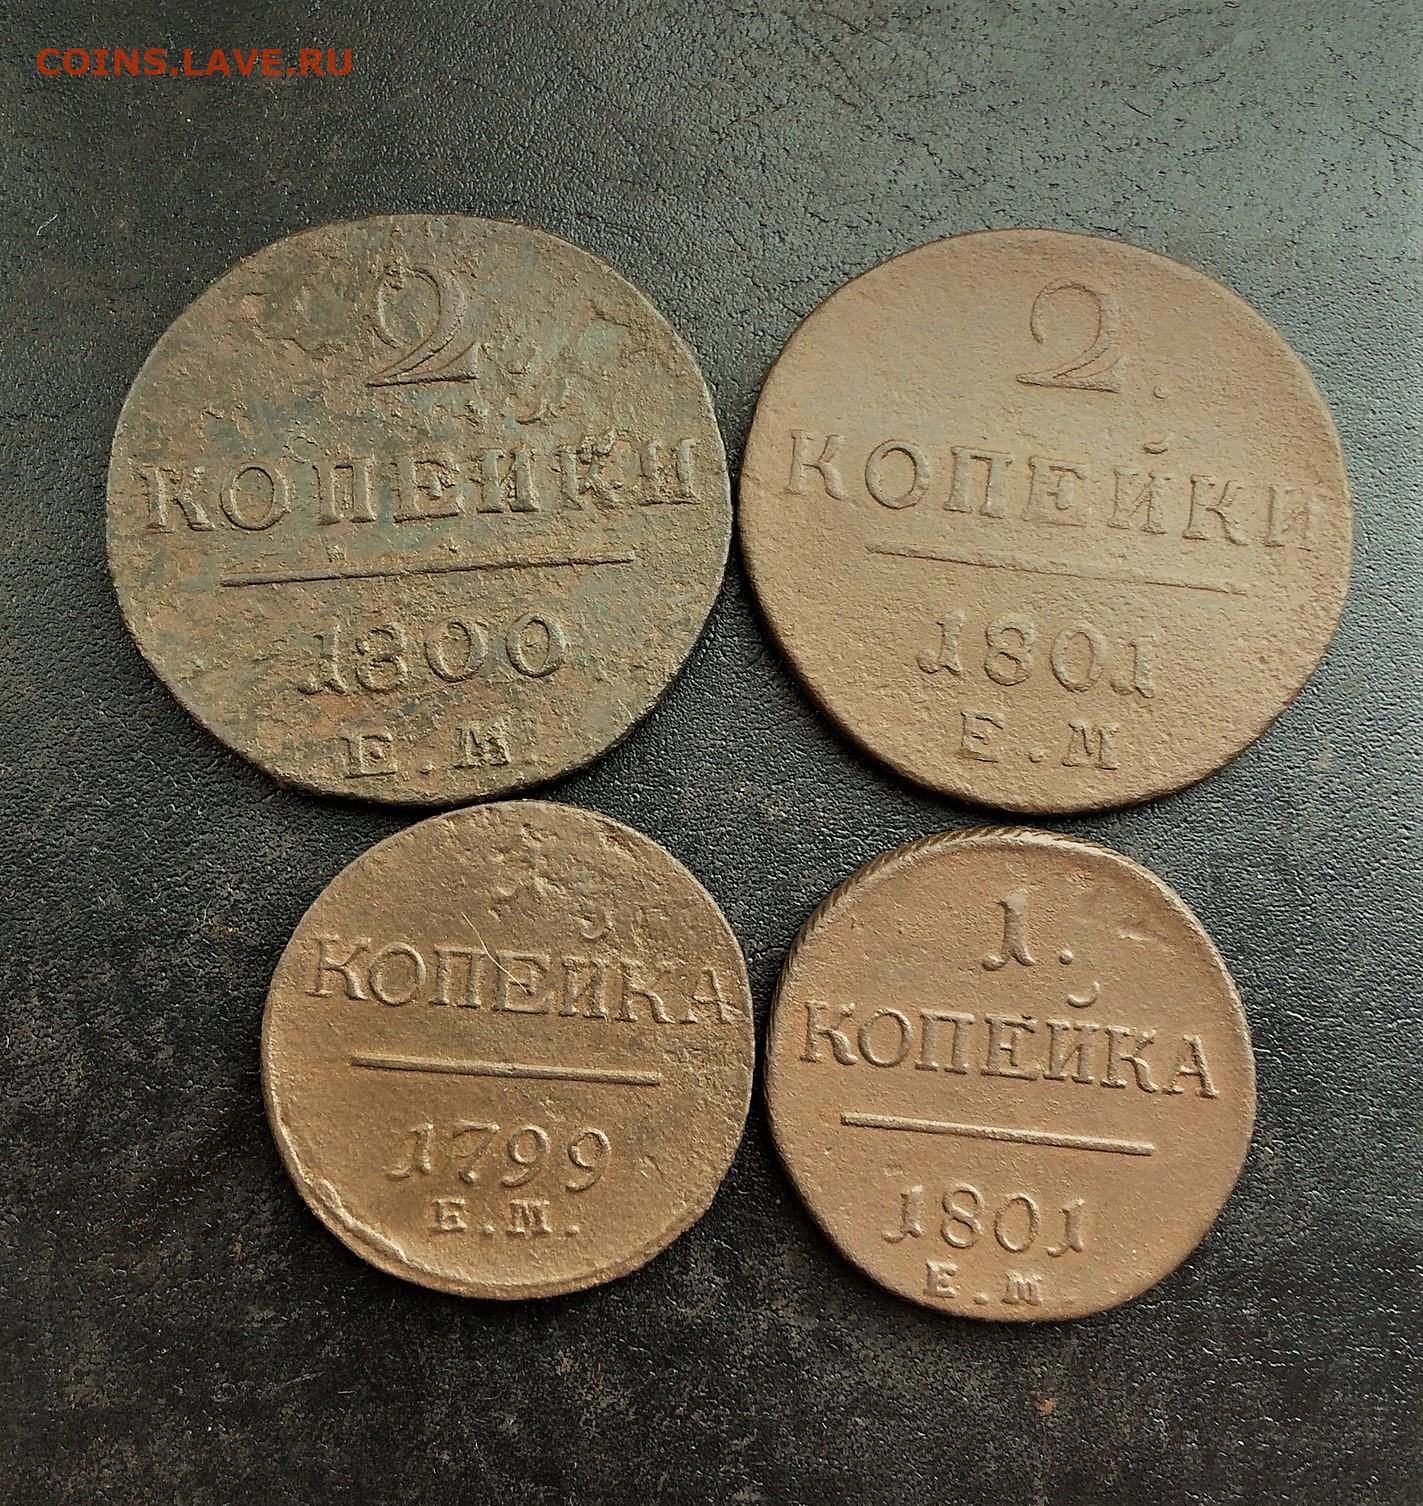 COINS.LAVE.RU
2.
КОПЕЙКИ
1800
Е.М
2.
КОПЕЙКИ
1801
Е.М
КОПЕЙКА
1799
Е.М.
1.
КОПЕЙКА
1801
Е.М